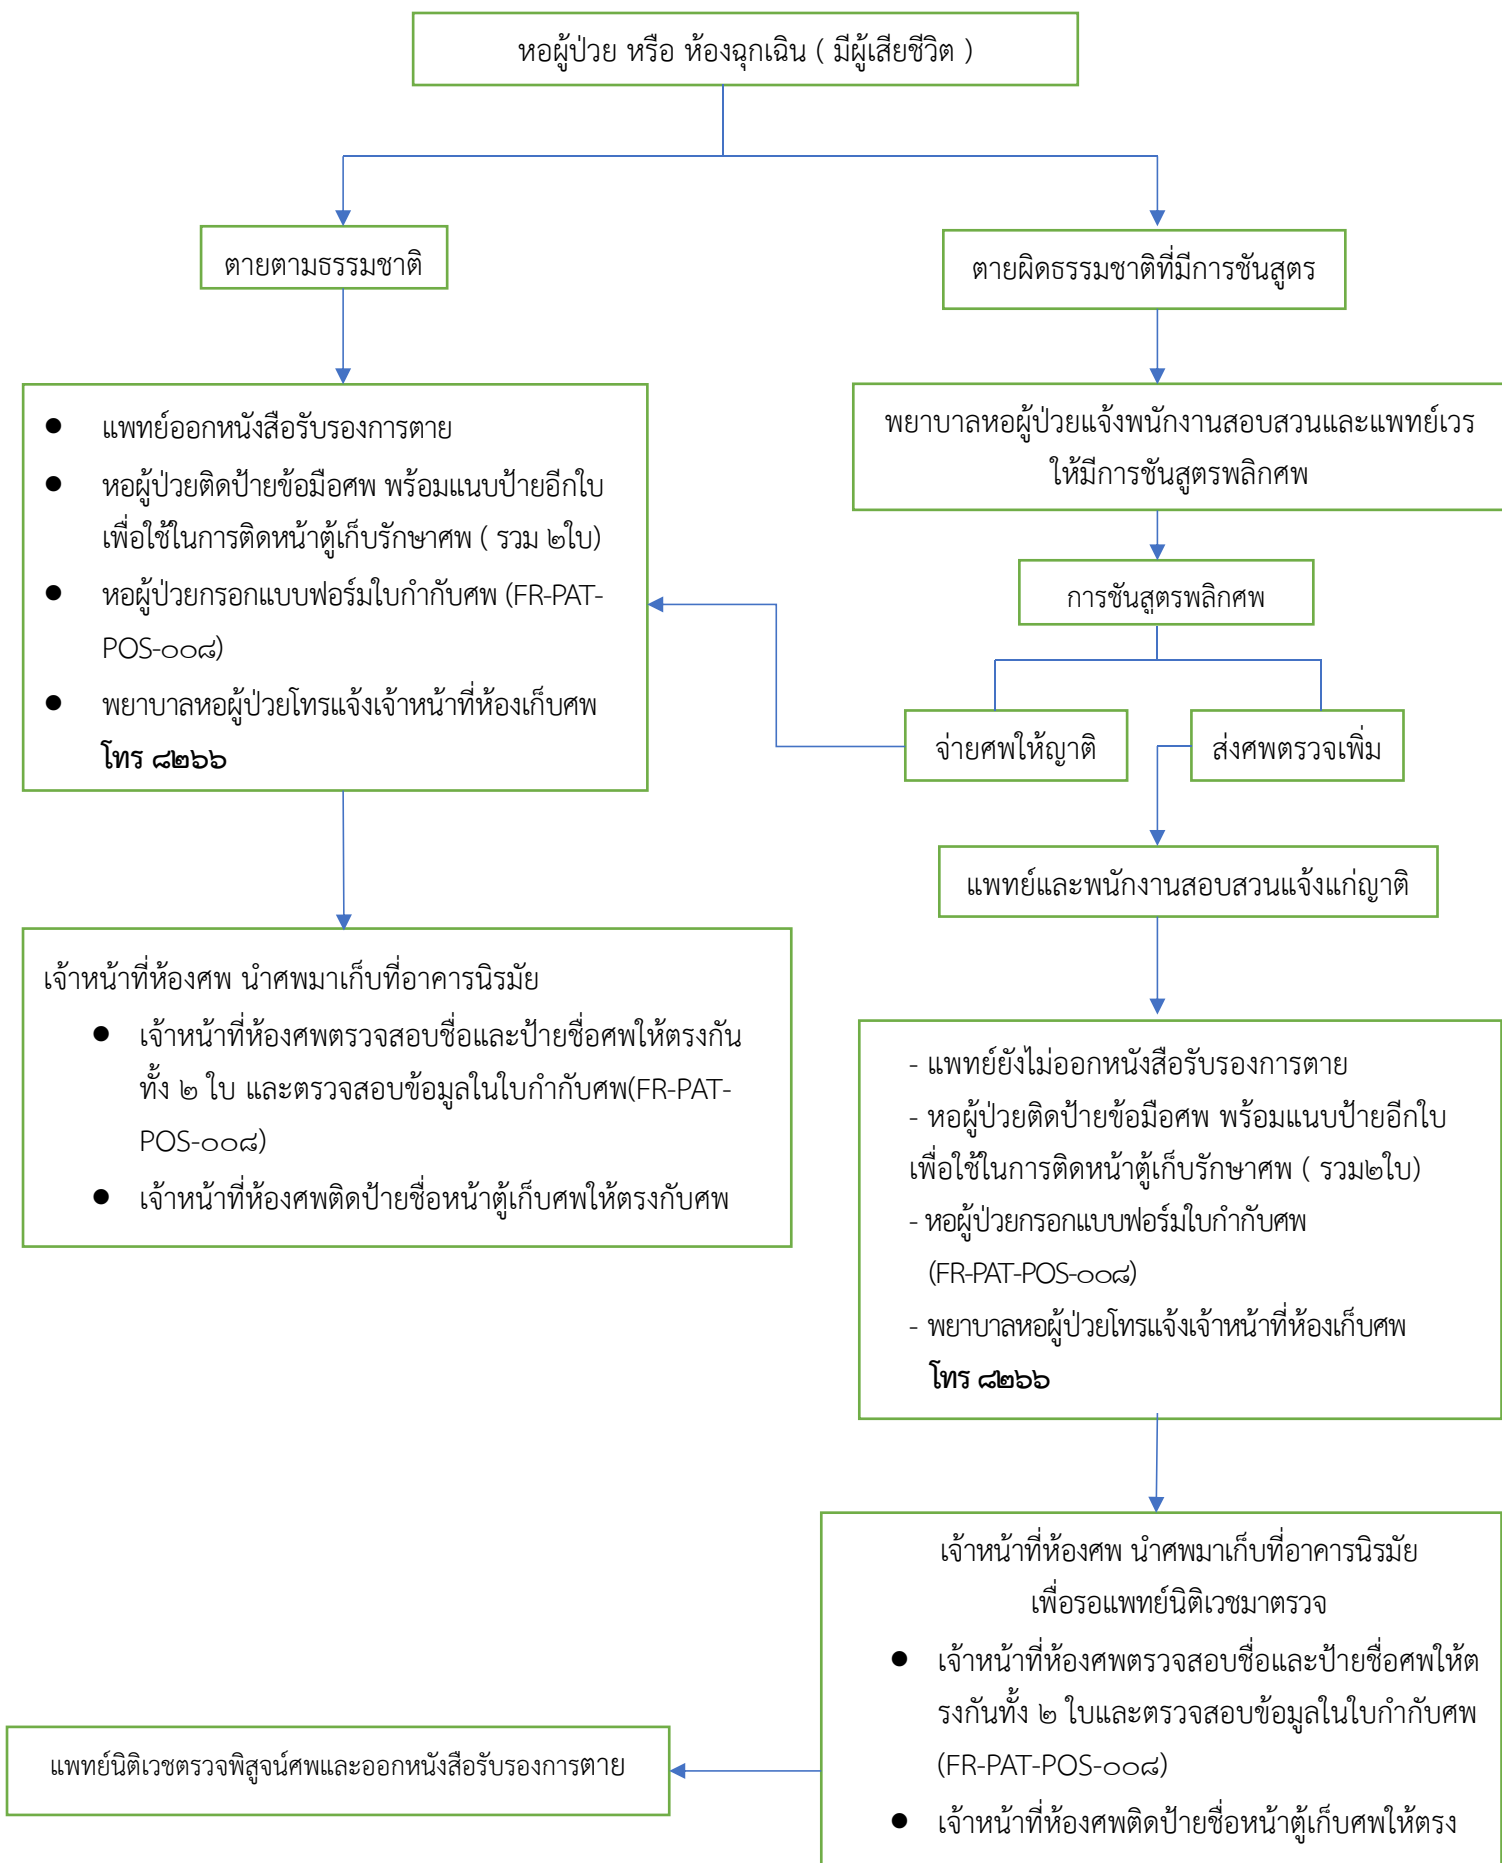 หอผู้ป่วย หรือ ห้องฉุกเฉิน ( มีผู้เสียชีวิต )
ตายตามธรรมชาติ
ตายผิดธรรมชาติที่มีการชันสูตร
● แพทย์ออกหนังสือรับรองการตาย
● หอผู้ป่วยติดป้ายข้อมือศพ พร้อมแนบป้ายอีกใบ
เพื่อใช้ในการติดหน้าตู้เก็บรักษาศพ ( รวม ๒ใบ)
● หอผู้ป่วยกรอกแบบฟอร์มใบกำกับศพ (FR-PAT-
POS-๐๐๘)
● พยาบาลหอผู้ป่วยโทรแจ้งเจ้าหน้าที่ห้องเก็บศพ
โทร ๘๒๖๖
พยาบาลหอผู้ป่วยแจ้งพนักงานสอบสวนและแพทย์เวร
ให้มีการชันสูตรพลิกศพ
การชันสูตรพลิกศพ
จ่ายศพให้ญาติ
ส่งศพตรวจเพิ่ม
แพทย์และพนักงานสอบสวนแจ้งแก่ญาติ
เจ้าหน้าที่ห้องศพ นำศพมาเก็บที่อาคารนิรมัย
● เจ้าหน้าที่ห้องศพตรวจสอบชื่อและป้ายชื่อศพให้ตรงกัน
ทั้ง ๒ ใบ และตรวจสอบข้อมูลในใบกำกับศพ(FR-PAT-
POS-๐๐๘)
● เจ้าหน้าที่ห้องศพติดป้ายชื่อหน้าตู้เก็บศพให้ตรงกับศพ
- แพทย์ยังไม่ออกหนังสือรับรองการตาย
- หอผู้ป่วยติดป้ายข้อมือศพ พร้อมแนบป้ายอีกใบ
เพื่อใช้ในการติดหน้าตู้เก็บรักษาศพ ( รวม๒ใบ)
- หอผู้ป่วยกรอกแบบฟอร์มใบกำกับศพ
(FR-PAT-POS-๐๐๘)
- พยาบาลหอผู้ป่วยโทรแจ้งเจ้าหน้าที่ห้องเก็บศพ
โทร ๘๒๖๖
เจ้าหน้าที่ห้องศพ นำศพมาเก็บที่อาคารนิรมัย
เพื่อรอแพทย์นิติเวชมาตรวจ
● เจ้าหน้าที่ห้องศพตรวจสอบชื่อและป้ายชื่อศพให้ต
รงกันทั้ง ๒ ใบและตรวจสอบข้อมูลในใบกำกับศพ
(FR-PAT-POS-๐๐๘)
● เจ้าหน้าที่ห้องศพติดป้ายชื่อหน้าตู้เก็บศพให้ตรง
แพทย์นิติเวชตรวจพิสูจน์ศพและออกหนังสือรับรองการตาย